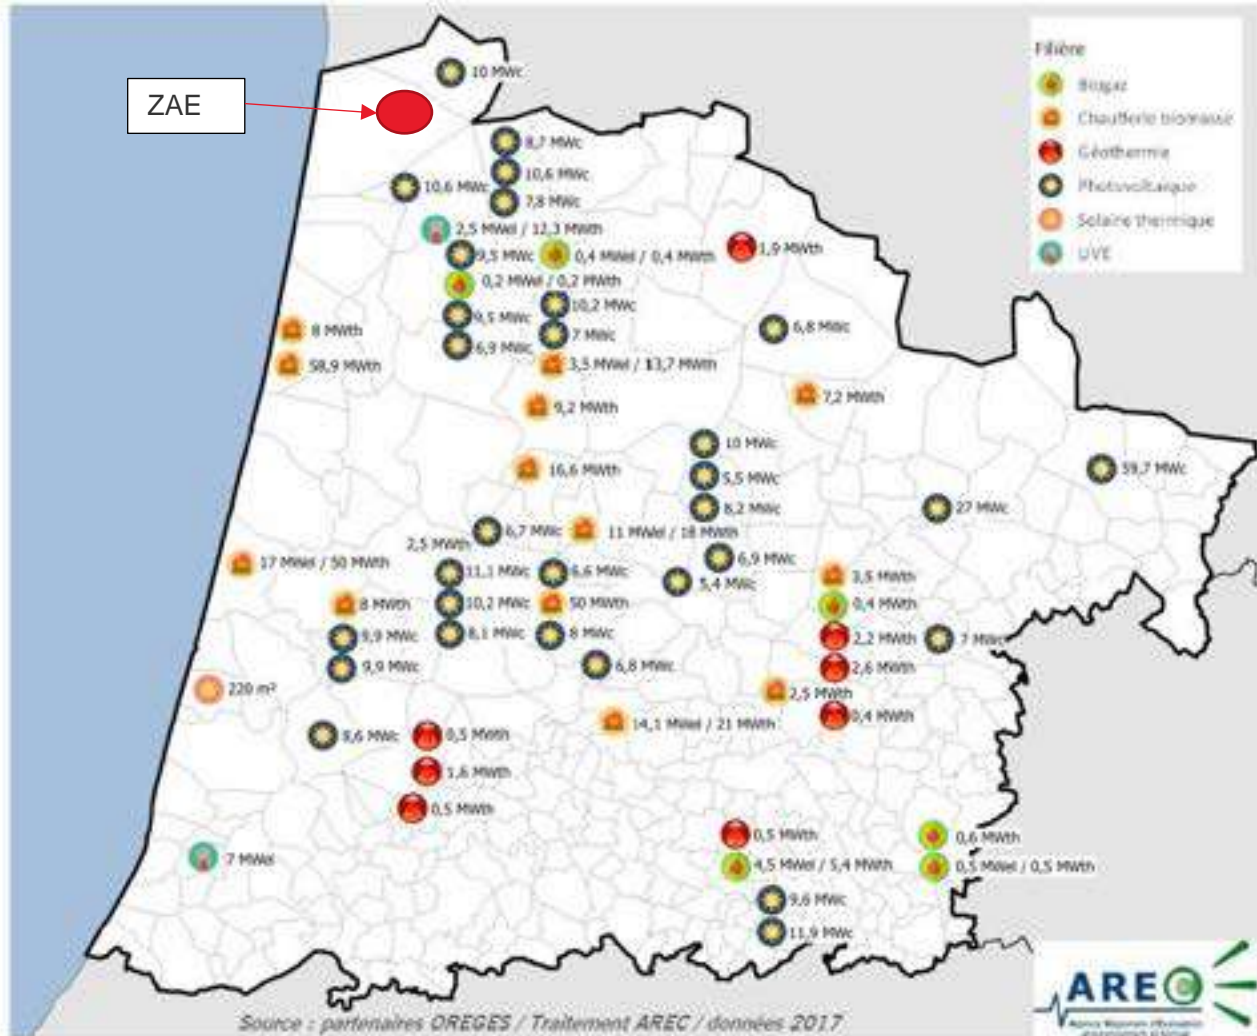 ZAE
Filière
Biogaz
Chaufferie biomasse
Géothermie
Photovoltaïque
Solaire thermique
UVE
10 MWc
8,7 MWc
10,6 MWc
10,6 MWc
7,8 MWc
2,5 MWel / 12,3 MWth
9,5 MWc
0,4 MWel / 0,4 MWth
1,9 MWth
0,2 MWel / 0,2 MWth
10,2 MWc
9,5 MWc
7 MWc
6,8 MWc
8 MWth
6,9 MWc
58,9 MWth
3,5 MWel / 13,7 MWth
7,2 MWth
9,2 MWth
10 MWc
16,6 MWth
5,5 MWc
59,7 MWc
8,2 MWc
27 MWc
6,7 MWc
11 MWel / 18 MWth
2,5 MWth
6,9 MWc
17 MWel / 50 MWth
11,1 MWc
6,6 MWc
5,4 MWc
3,5 MWth
8 MWth
10,2 MWc
50 MWth
0,4 MWth
9,9 MWc
8,1 MWc
8 MWc
2,2 MWth
7 MWc
9,9 MWc
6,8 MWc
2,6 MWth
220 m²
2,5 MWth
14,1 MWel / 21 MWth
0,4 MWth
8,6 MWc
0,5 MWth
1,6 MWth
0,5 MWth
0,5 MWth
0,6 MWth
7 MWel
4,5 MWel / 5,4 MWth
0,5 MWel / 0,5 MWth
9,6 MWc
11,9 MWc
AREC
Source : partenaires OREGES / Traitement AREC / données 2017